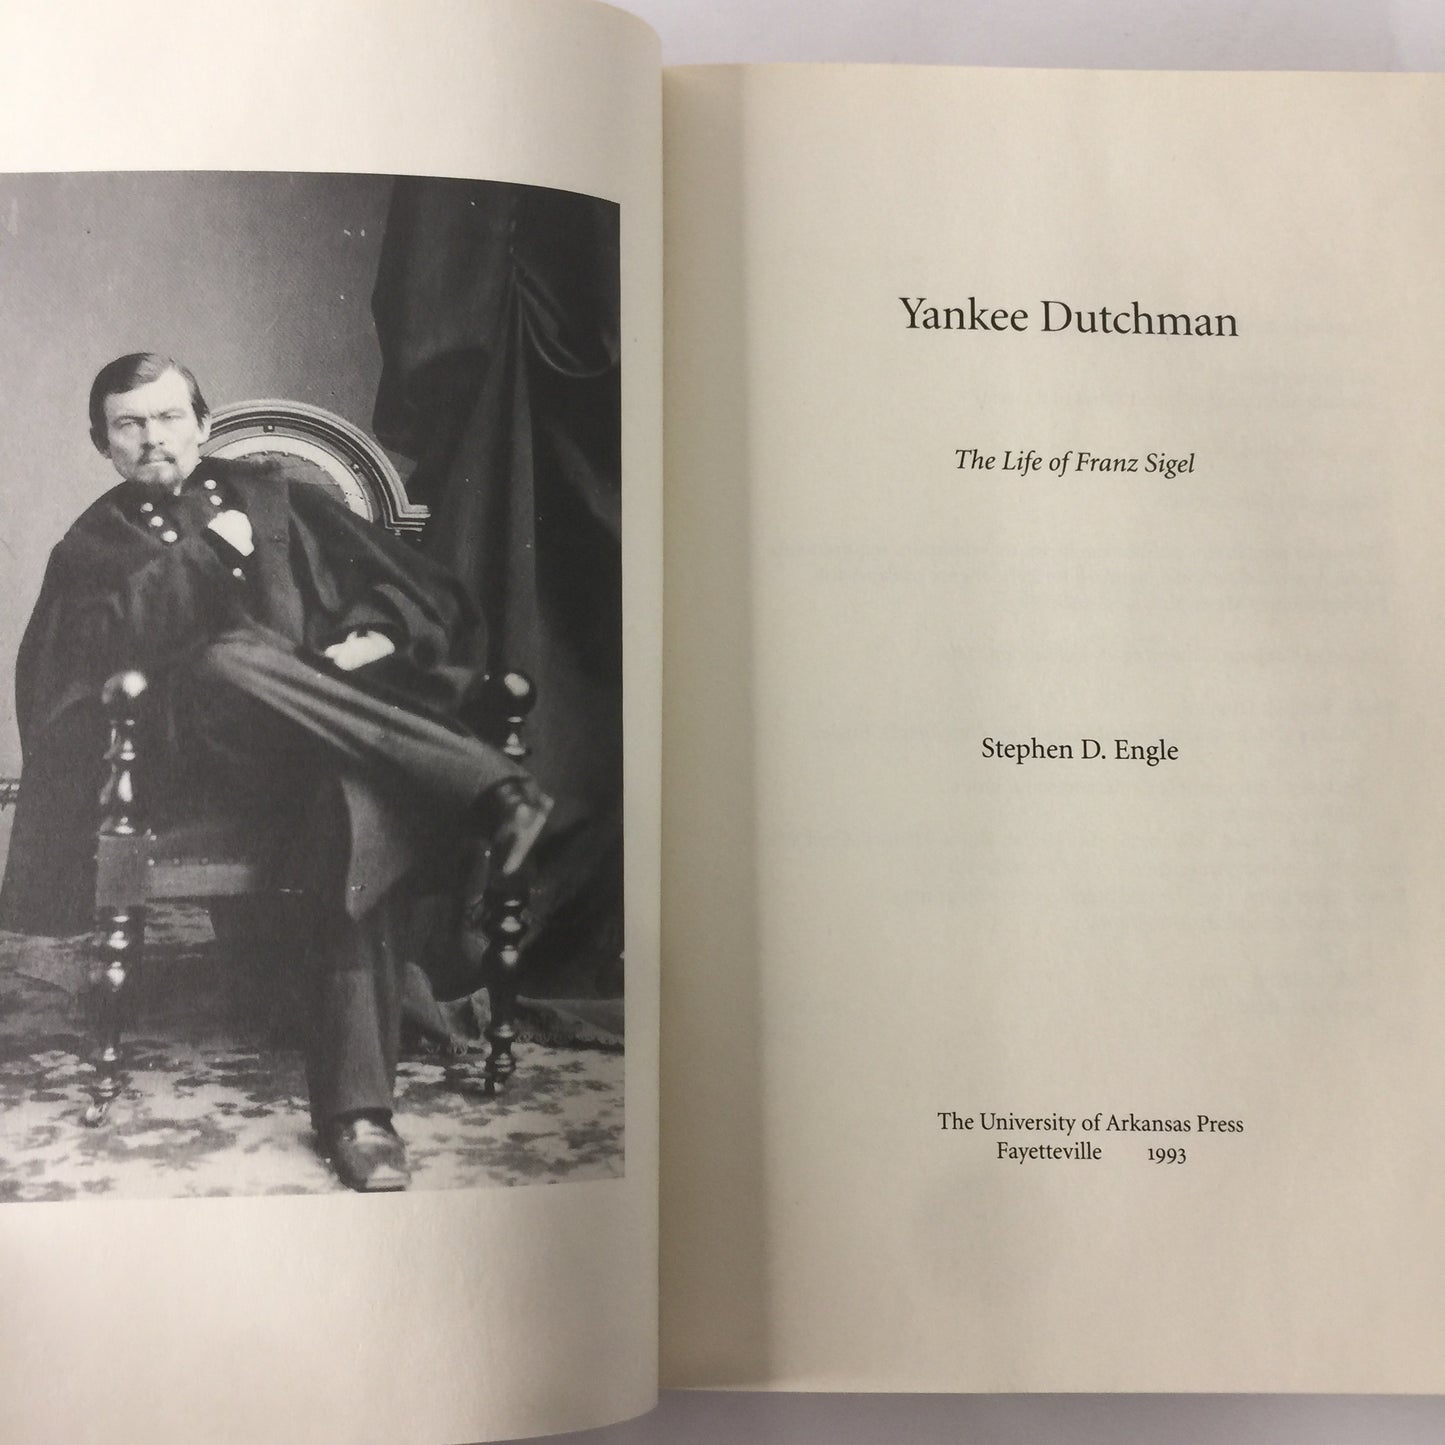 Yankee Dutchman
The Life of Franz Sigel
Stephen D. Engle
The University of Arkansas Press
Fayetteville 1993